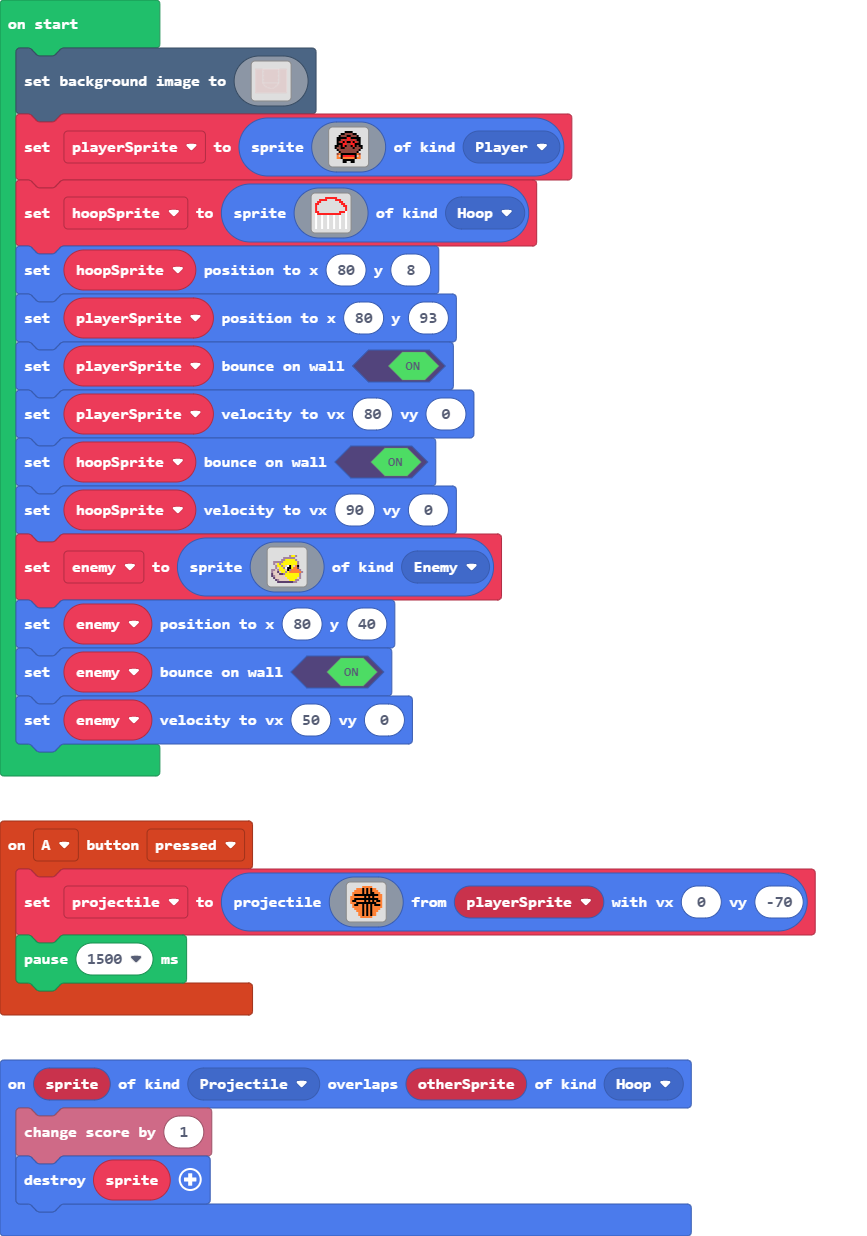 on start
set background image to
set playerSprite to sprite of kind Player
set hoopSprite to sprite of kind Hoop
set hoopSprite position to x 80 y 8
set playerSprite position to x 80 y 93
set playerSprite bounce on wall ON
set playerSprite velocity to vx 80 vy 0
set hoopSprite bounce on wall ON
set hoopSprite velocity to vx 90 vy 0
set enemy to sprite of kind Enemy
set enemy position to x 80 y 40
set enemy bounce on wall ON
set enemy velocity to vx 50 vy 0
on A button pressed
set projectile to projectile from playerSprite with vx 0 vy -70
pause 1500 ms
on sprite of kind Projectile overlaps otherSprite of kind Hoop
change score by 1
destroy sprite